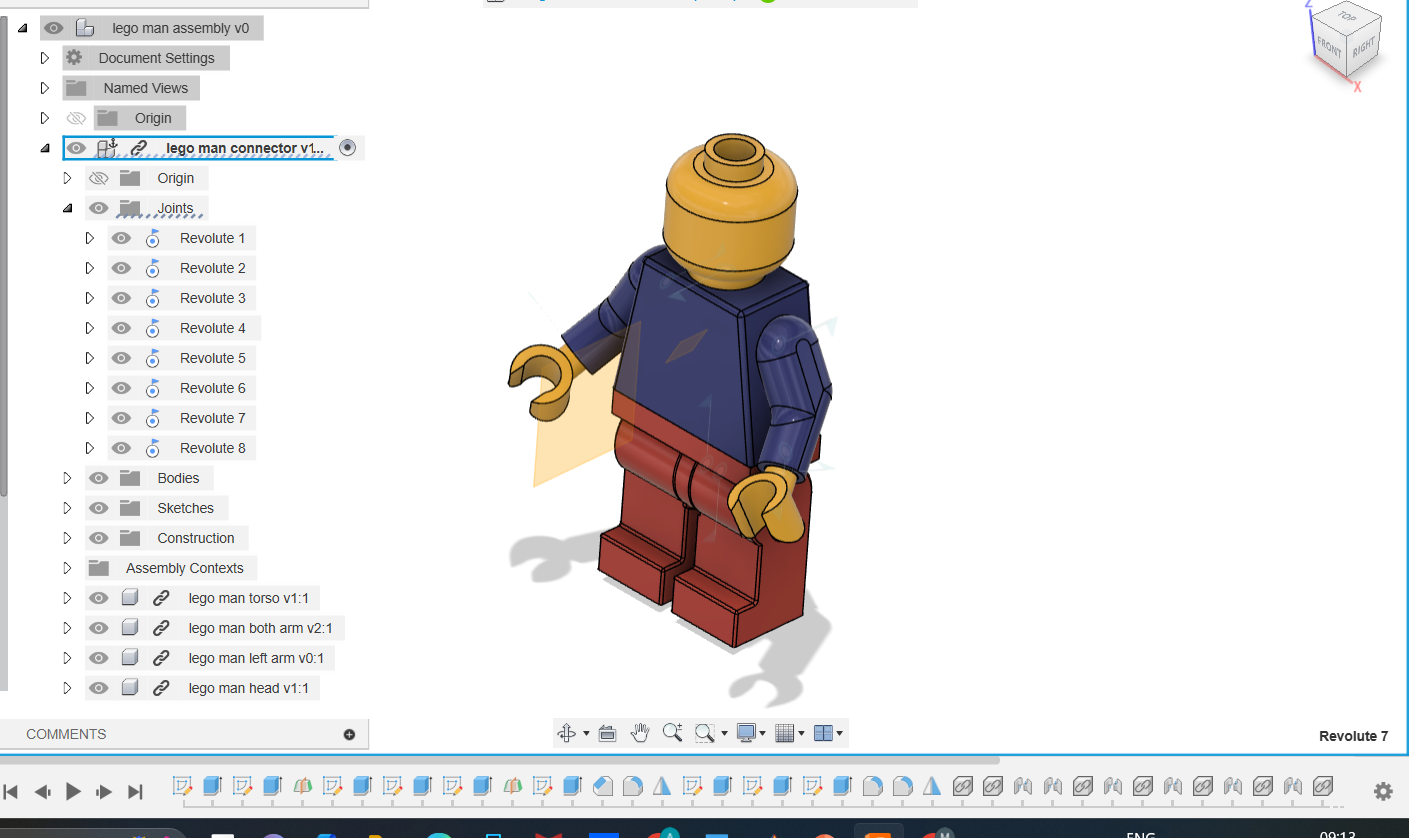 lego man assembly v0
Document Settings
Named Views
Origin
lego man connector v1...
Origin
Joints
Revolute 1
Revolute 2
Revolute 3
Revolute 4
Revolute 5
Revolute 6
Revolute 7
Revolute 8
Bodies
Sketches
Construction
Assembly Contexts
lego man torso v1:1
lego man both arm v2:1
lego man left arm v0:1
lego man head v1:1
COMMENTS
Z
TOP
FRONT
RIGHT
X
Revolute 7
A
M
ENG
09:13